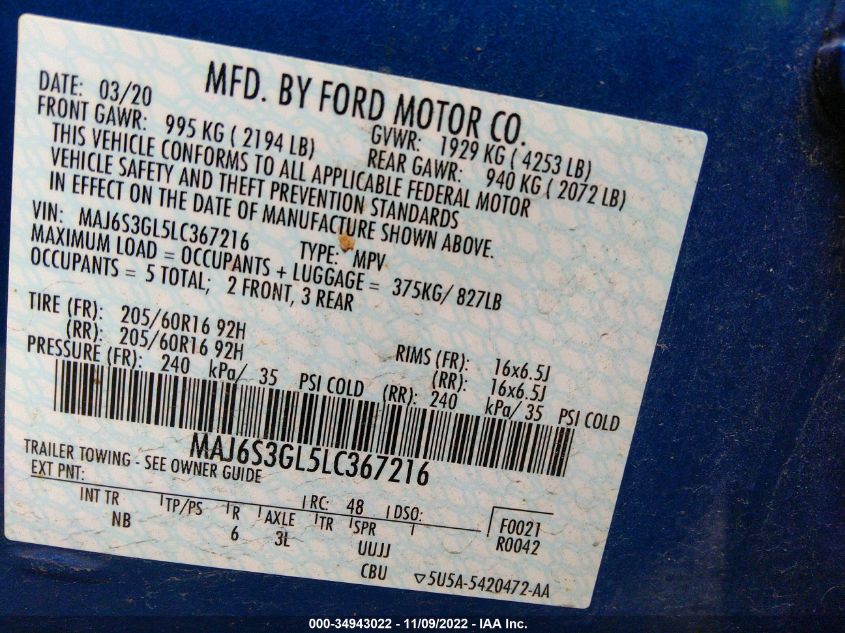 MFD. BY FORD MOTOR CO.
DATE: 03/20 GVWR: 1929 KG ( 4253 LB)
FRONT GAWR: 995 KG ( 2194 LB) REAR GAWR: 940 KG ( 2072 LB)
THIS VEHICLE CONFORMS TO ALL APPLICABLE FEDERAL MOTOR
VEHICLE SAFETY AND THEFT PREVENTION STANDARDS
IN EFFECT ON THE DATE OF MANUFACTURE SHOWN ABOVE.
VIN: MAJ6S3GL5LC367216 TYPE: MPV
MAXIMUM LOAD = OCCUPANTS + LUGGAGE = 375KG/ 827LB
OCCUPANTS = 5 TOTAL; 2 FRONT, 3 REAR
TIRE (FR): 205/60R16 92H RIMS (FR): 16x6.5J
(RR): 205/60R16 92H (RR): 16x6.5J
PRESSURE (FR): 240 kPa/ 35 PSI COLD (RR): 240 kPa/ 35 PSI COLD
MAJ6S3GL5LC367216
TRAILER TOWING - SEE OWNER GUIDE
EXT PNT: RC: 48 DSO:
INT TR TP/PS R AXLE TR SPR F0021
NB 6 3L UUJJ R0042
CBU 5U5A-5420472-AA
000-34943022 - 11/09/2022 - IAA Inc.